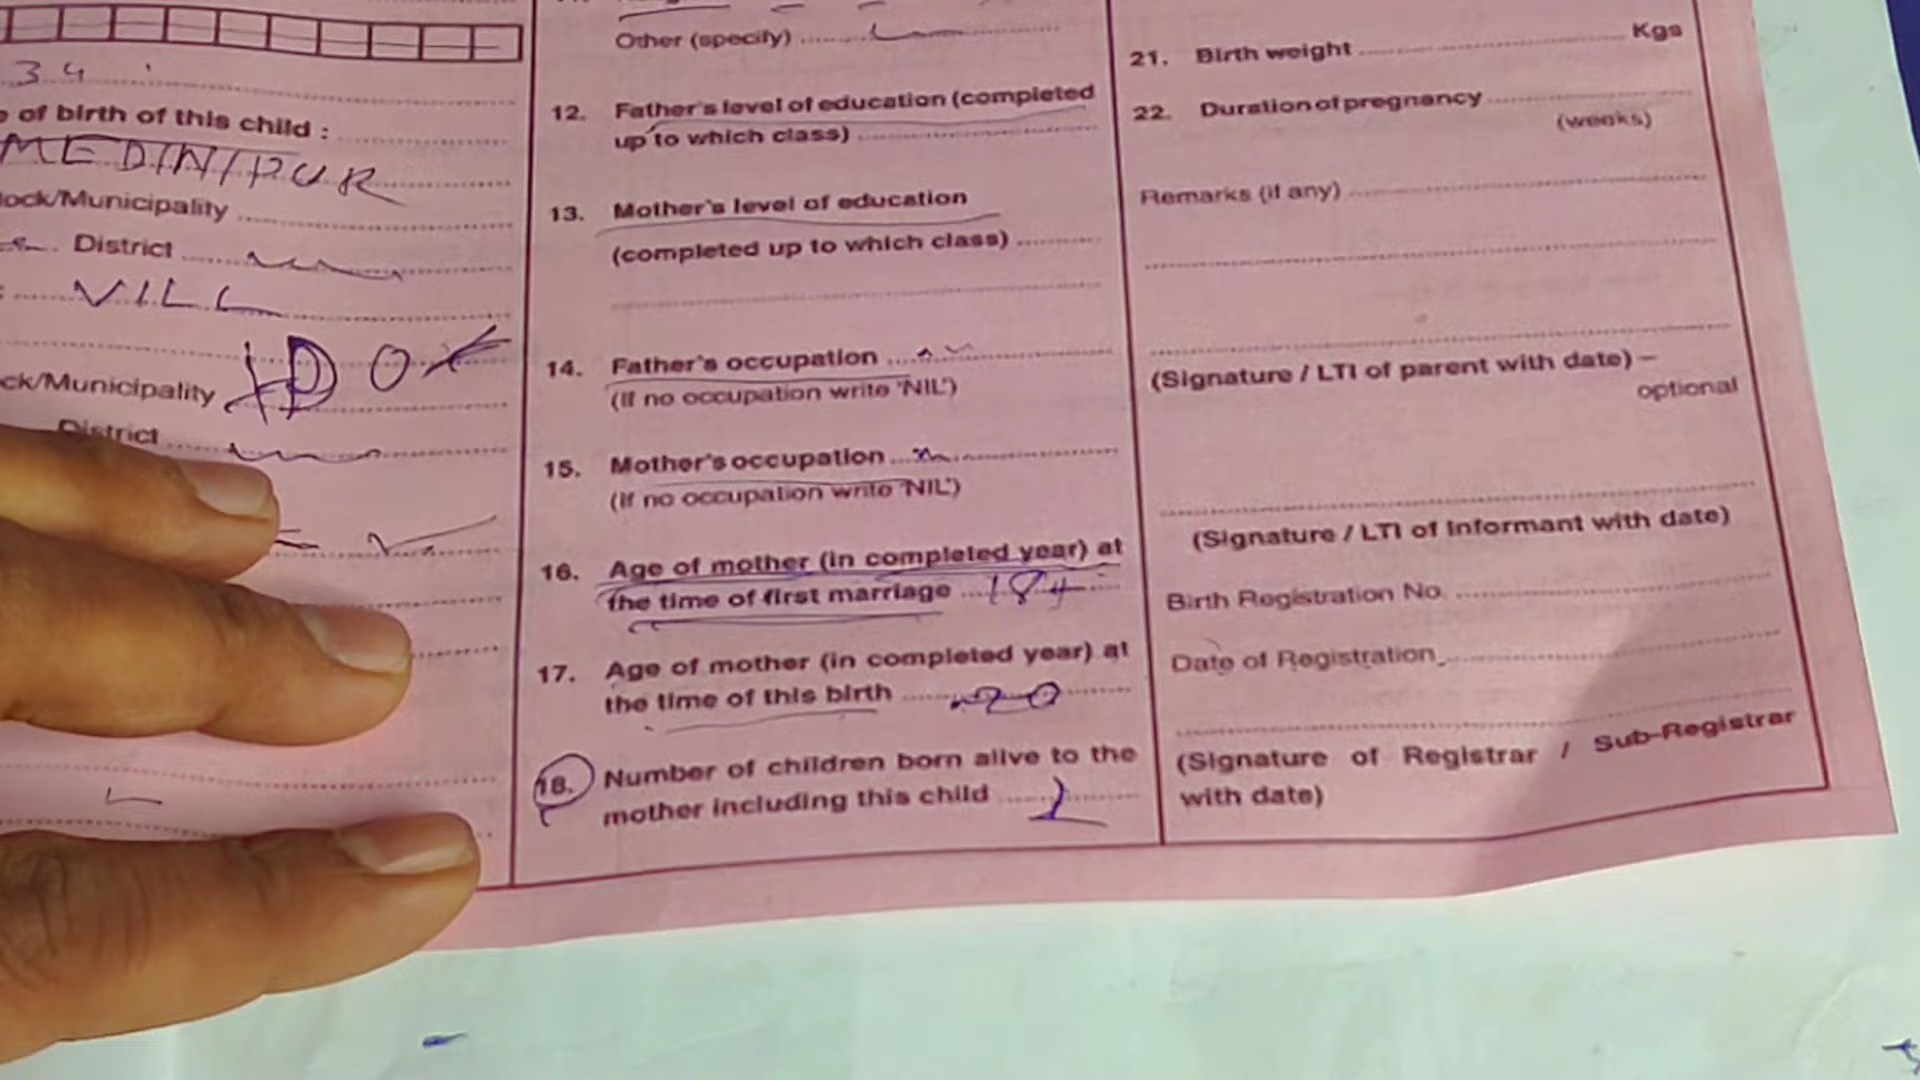 34
of birth of this child :
MEDINIPUR
lock/Municipality
District
VILL
ck/Municipality
District
Other (specify)
12. Father's level of education (completed
up to which class)
13. Mother's level of education
(completed up to which class)
14. Father's occupation
(If no occupation write 'NIL')
15. Mother's occupation
(If no occupation write 'NIL')
16. Age of mother (in completed year) at
the time of first marriage 18y
17. Age of mother (in completed year) at
the time of this birth 20
18. Number of children born alive to the
mother including this child 1
21. Birth weight Kgs
22. Duration of pregnancy
(weeks)
Remarks (if any)
(Signature / LTI of parent with date) –
optional
(Signature / LTI of Informant with date)
Birth Registration No.
Date of Registration
(Signature of Registrar / Sub-Registrar
with date)